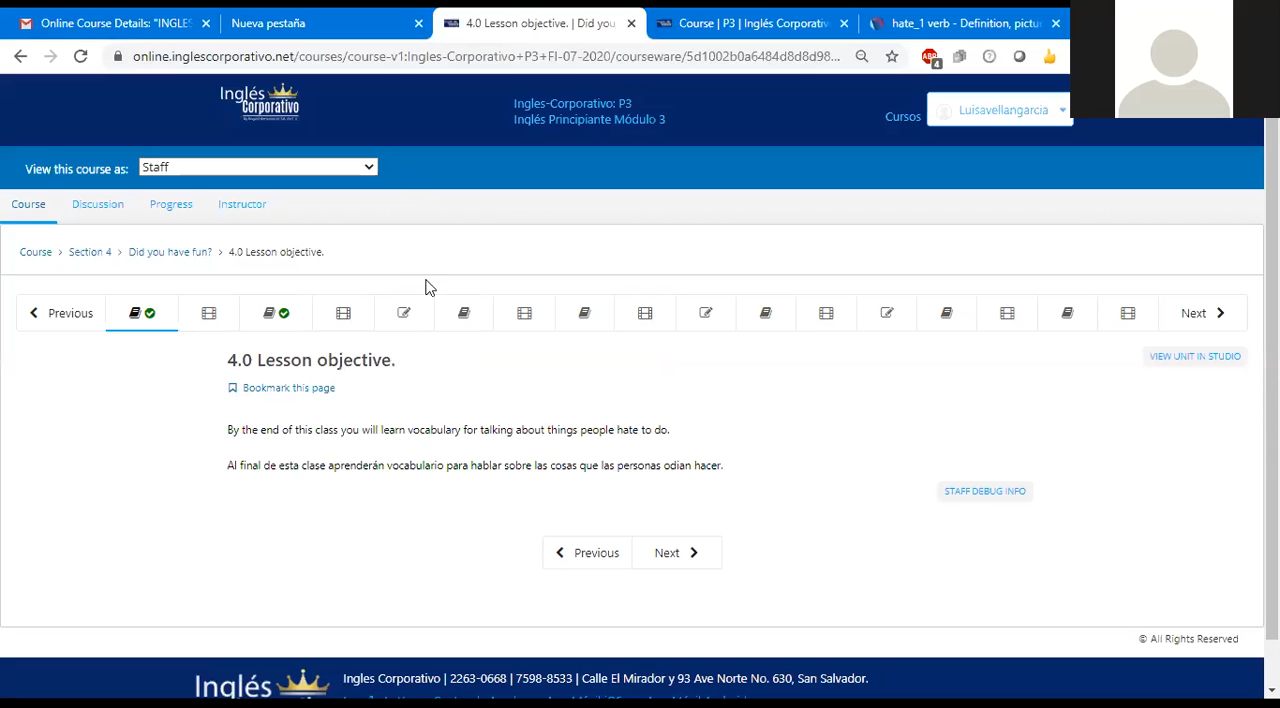 Online Course Details: "INGLES
Nueva pestaña
4.0 Lesson objective. | Did you
Course | P3 | Inglés Corporativ
hate_1 verb - Definition, pictur
online.inglescorporativo.net/courses/course-v1:Ingles-Corporativo+P3+FI-07-2020/courseware/5d1002b0a6484d8d8d98...
ABP
4
Inglés
Corporativo
Ingles-Corporativo: P3
Inglés Principiante Módulo 3
Cursos
Luisavellangarcia
View this course as:
Staff
Course
Discussion
Progress
Instructor
Course > Section 4 > Did you have fun? > 4.0 Lesson objective.
Previous
Next
4.0 Lesson objective.
VIEW UNIT IN STUDIO
Bookmark this page
By the end of this class you will learn vocabulary for talking about things people hate to do.
Al final de esta clase aprenderán vocabulario para hablar sobre las cosas que las personas odian hacer.
STAFF DEBUG INFO
Previous
Next
© All Rights Reserved
Inglés
Ingles Corporativo | 2263-0668 | 7598-8533 | Calle El Mirador y 93 Ave Norte No. 630, San Salvador.